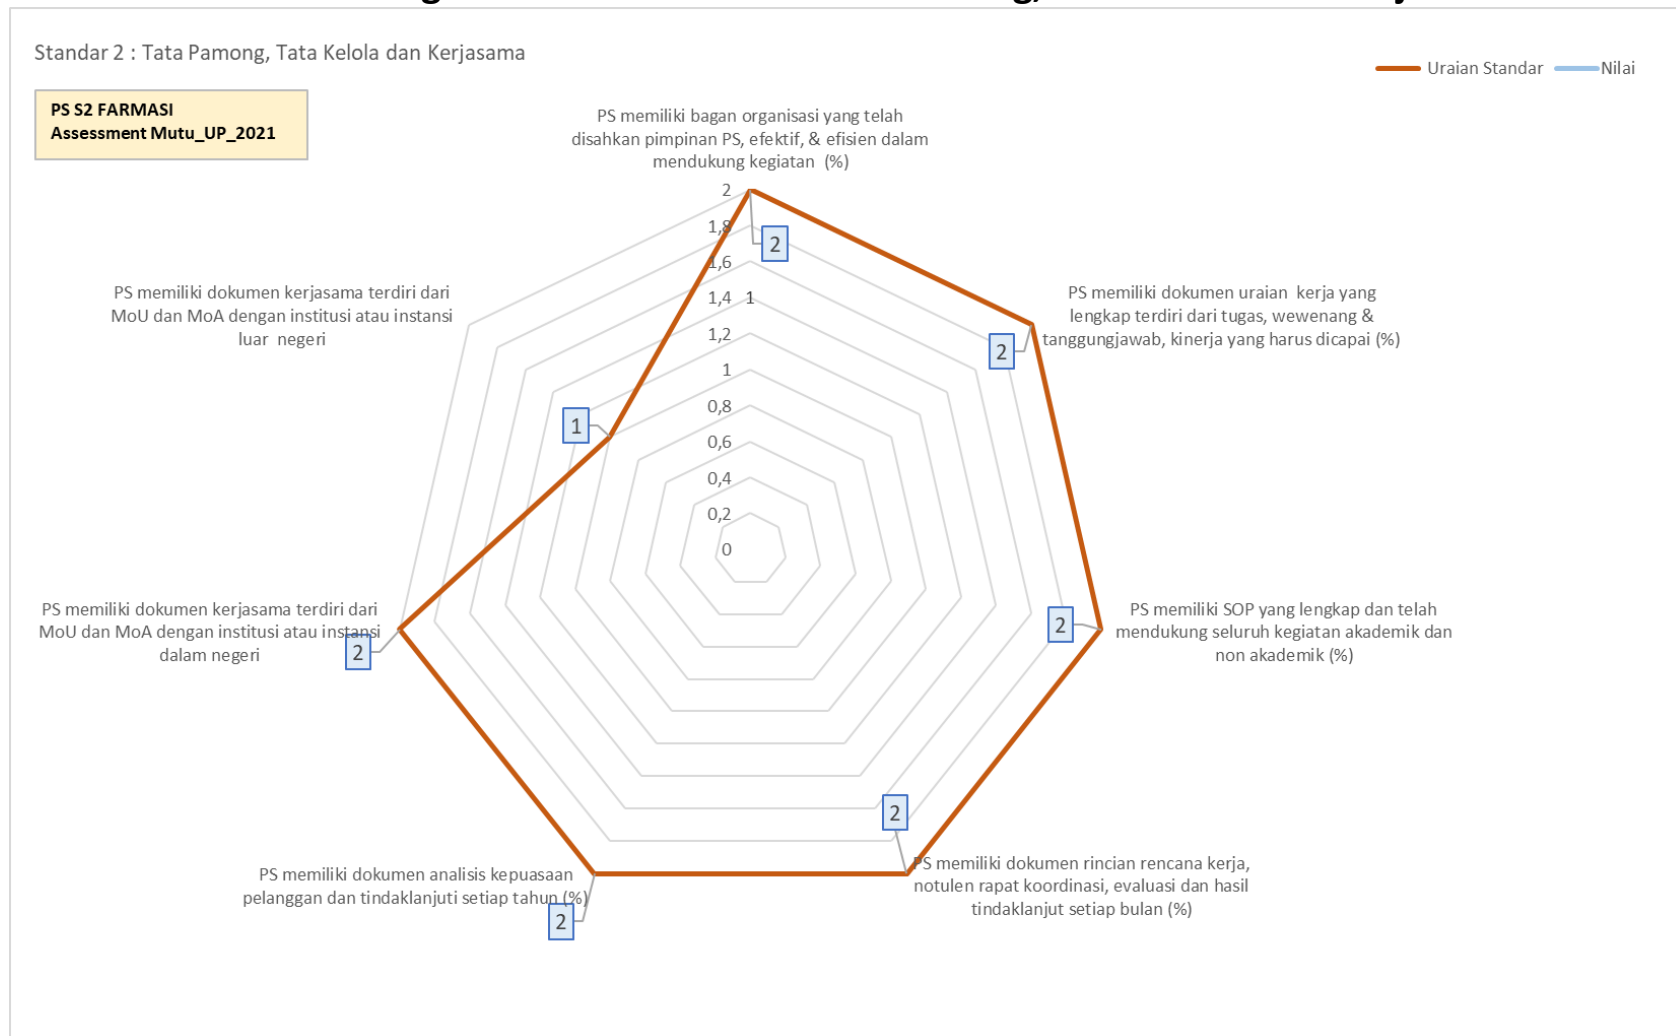 Standar 2 : Tata Pamong, Tata Kelola dan Kerjasama
Uraian Standar
Nilai
PS S2 FARMASI
Assessment Mutu_UP_2021
PS memiliki bagan organisasi yang telah
disahkan pimpinan PS, efektif, & efisien dalam
mendukung kegiatan (%)
2
1,8
1,6
1,4
1,2
1
0,8
0,6
0,4
0,2
0
2
1
PS memiliki dokumen uraian kerja yang
lengkap terdiri dari tugas, wewenang &
tanggungjawab, kinerja yang harus dicapai (%)
2
PS memiliki SOP yang lengkap dan telah
mendukung seluruh kegiatan akademik dan
non akademik (%)
2
PS memiliki dokumen rincian rencana kerja,
notulen rapat koordinasi, evaluasi dan hasil
tindaklanjut setiap bulan (%)
2
PS memiliki dokumen analisis kepuasaan
pelanggan dan tindaklanjuti setiap tahun (%)
2
PS memiliki dokumen kerjasama terdiri dari
MoU dan MoA dengan institusi atau instansi
dalam negeri
2
PS memiliki dokumen kerjasama terdiri dari
MoU dan MoA dengan institusi atau instansi
luar negeri
1